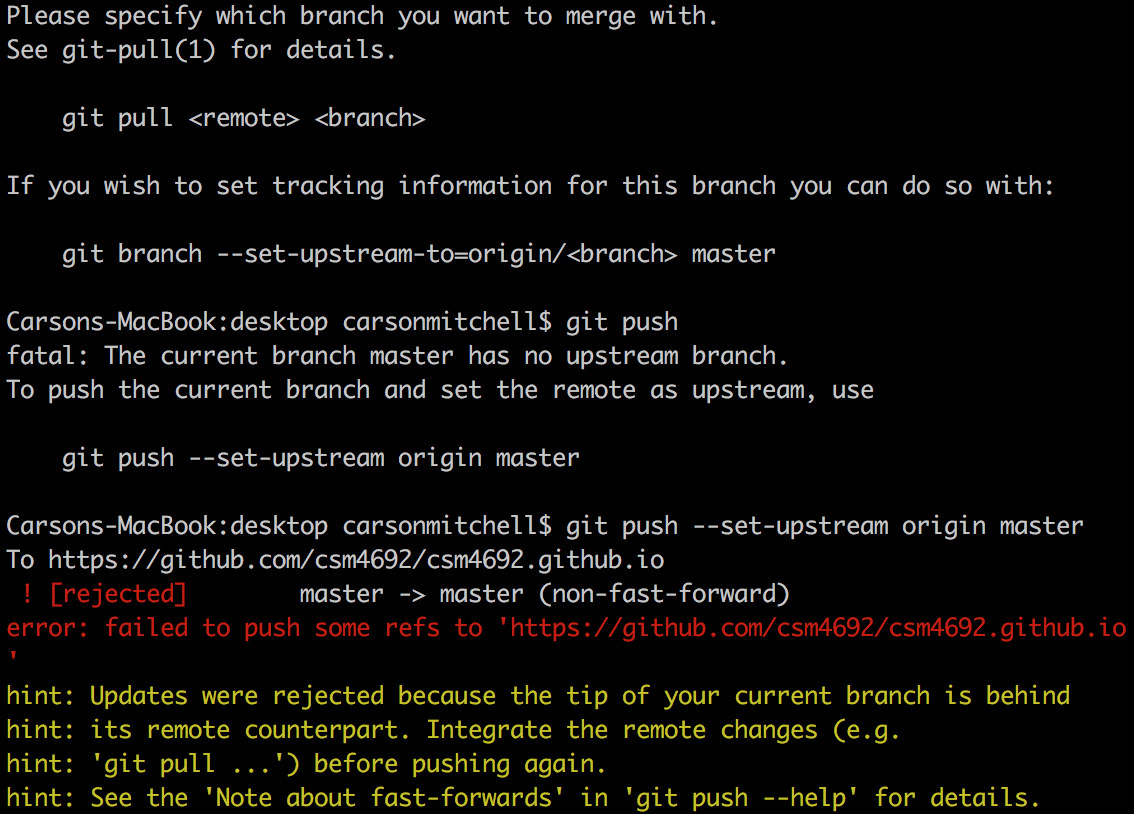 Please specify which branch you want to merge with.
See git-pull(1) for details.
git pull <remote> <branch>
If you wish to set tracking information for this branch you can do so with:
git branch --set-upstream-to=origin/<branch> master
Carsons-MacBook:desktop carsonmitchell$ git push
fatal: The current branch master has no upstream branch.
To push the current branch and set the remote as upstream, use
git push --set-upstream origin master
Carsons-MacBook:desktop carsonmitchell$ git push --set-upstream origin master
To https://github.com/csm4692/csm4692.github.io
! [rejected]        master -> master (non-fast-forward)
error: failed to push some refs to 'https://github.com/csm4692/csm4692.github.io
'
hint: Updates were rejected because the tip of your current branch is behind
hint: its remote counterpart. Integrate the remote changes (e.g.
hint: 'git pull ...') before pushing again.
hint: See the 'Note about fast-forwards' in 'git push --help' for details.